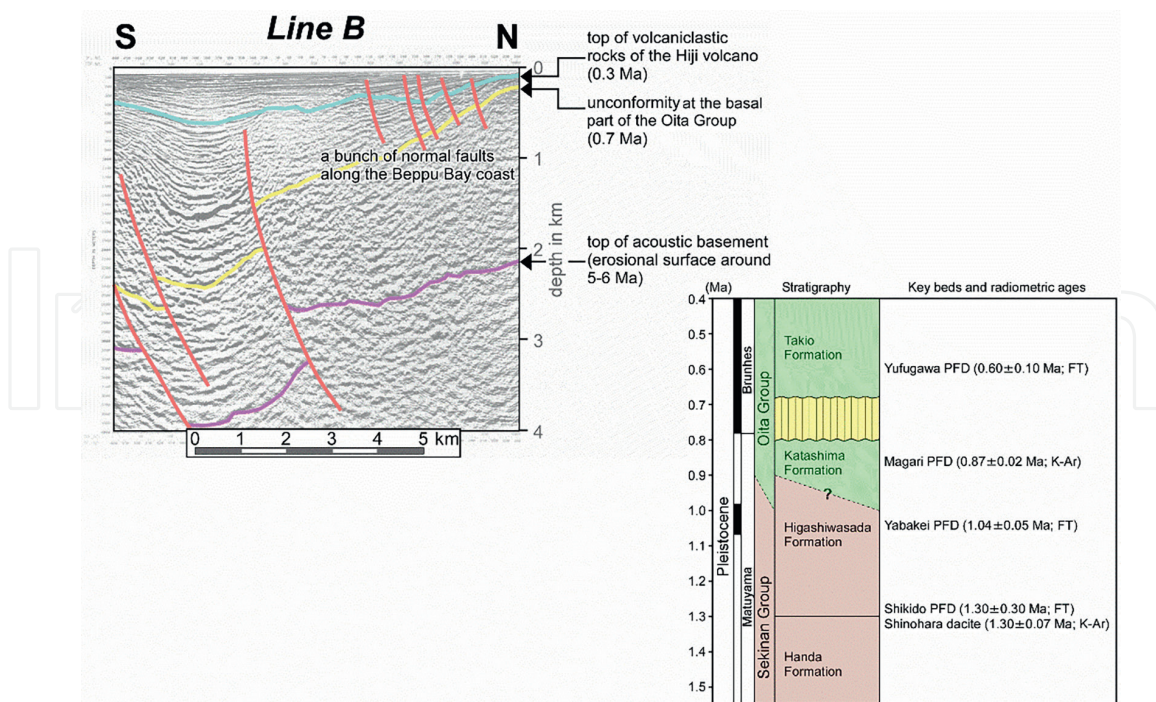 S
Line B
N
top of volcaniclastic
rocks of the Hiji volcano
(0.3 Ma)
unconformity at the basal
part of the Oita Group
(0.7 Ma)
a bunch of normal faults
along the Beppu Bay coast
top of acoustic basement
(erosional surface around
5-6 Ma)
0
1
2
3
4
depth in km
0 1 2 3 4 5 km
(Ma) Stratigraphy Key beds and radiometric ages
0.4
0.5
0.6
0.7
0.8
0.9
1.0
1.1
1.2
1.3
1.4
1.5
Pleistocene
Brunhes
Matuyama
Oita Group
Sekinan Group
Takio
Formation
Katashima
Formation
?
Higashiwasada
Formation
Handa
Formation
Yufugawa PFD (0.60±0.10 Ma; FT)
Magari PFD (0.87±0.02 Ma; K-Ar)
Yabakei PFD (1.04±0.05 Ma; FT)
Shikido PFD (1.30±0.30 Ma; FT)
Shinohara dacite (1.30±0.07 Ma; K-Ar)